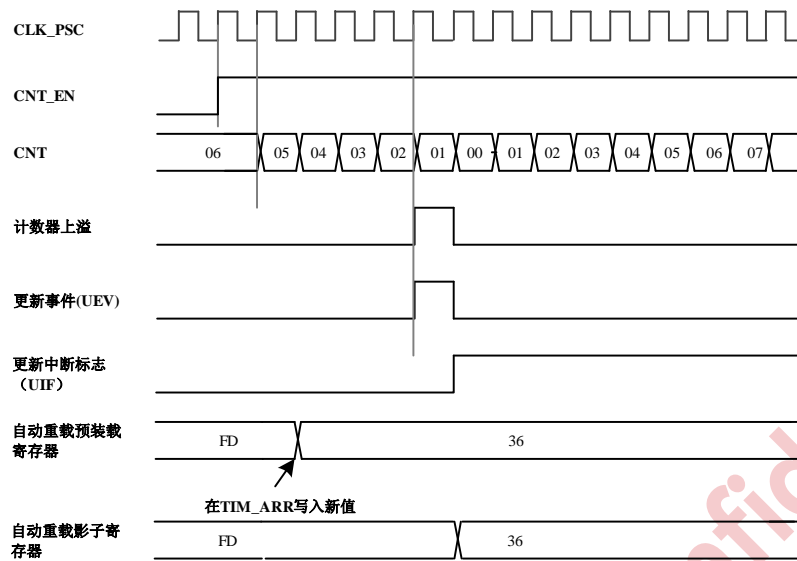 CLK_PSC
CNT_EN
CNT
06 05 04 03 02 01 00 01 02 03 04 05 06 07
计数器上溢
更新事件(UEV)
更新中断标志
（UIF）
自动重载预装载
寄存器
FD 36
在TIM_ARR写入新值
自动重载影子寄
存器
FD 36